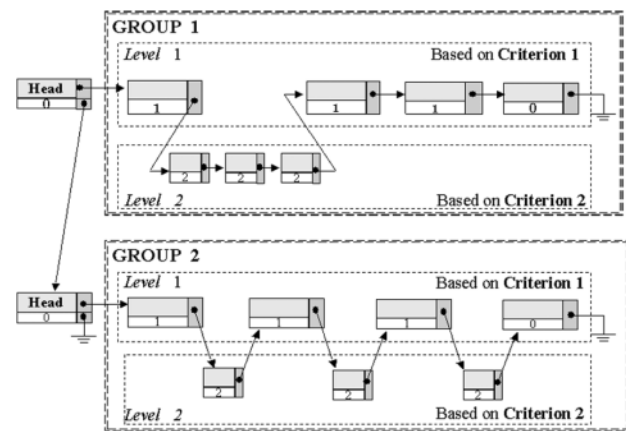 GROUP 1
Level 1 Based on Criterion 1
Head
0
1 1 1 0
2 2 2
Level 2 Based on Criterion 2
GROUP 2
Level 1 Based on Criterion 1
Head
0
1 1 1 0
2 2 2
Level 2 Based on Criterion 2